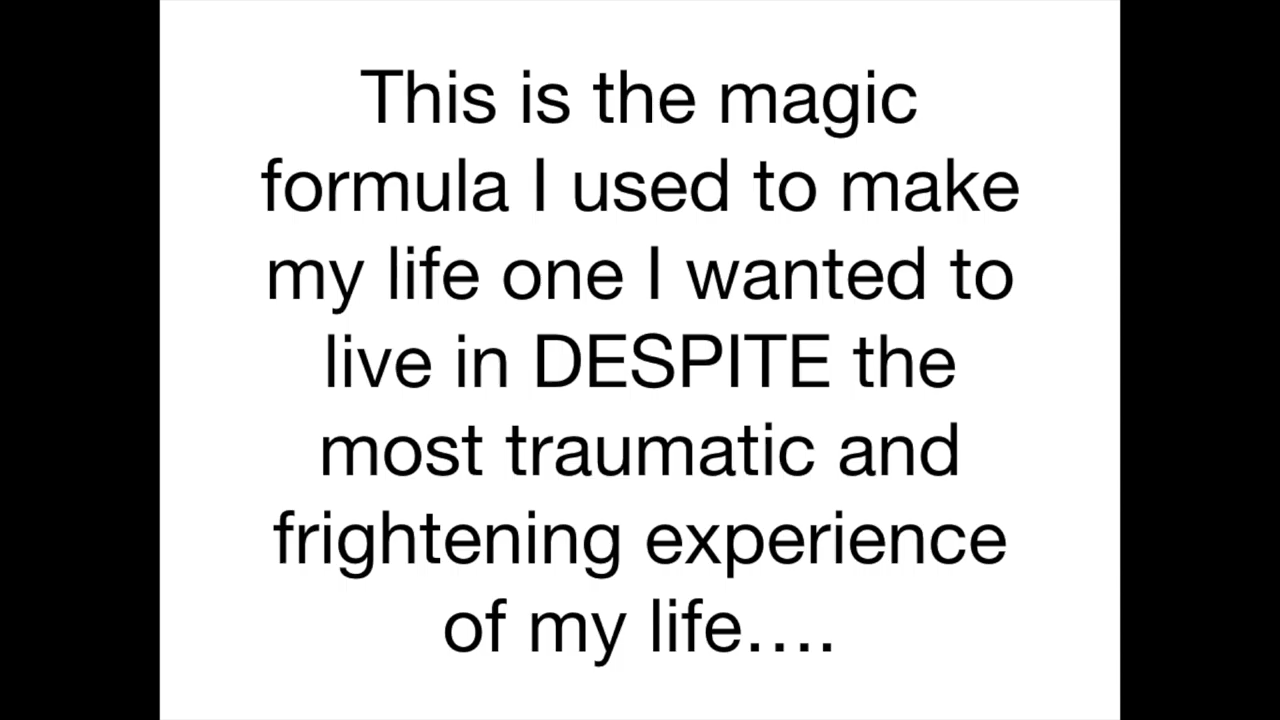 This is the magic
formula I used to make
my life one I wanted to
live in DESPITE the
most traumatic and
frightening experience
of my life….